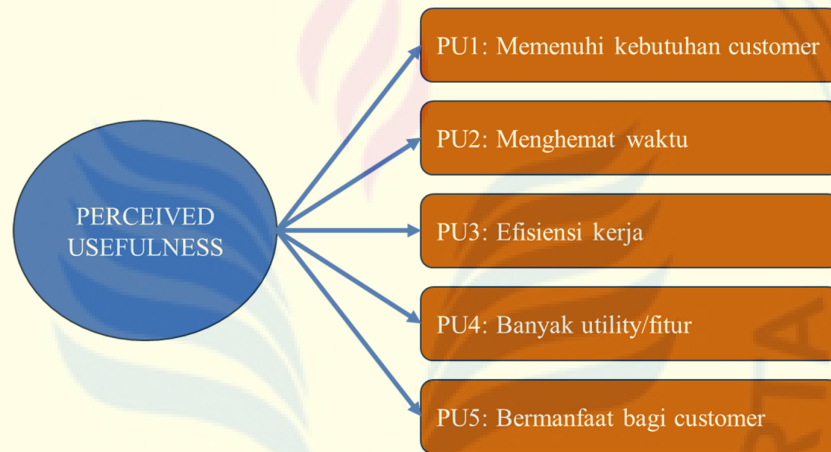 PERCEIVED
USEFULNESS
PU1: Memenuhi kebutuhan customer
PU2: Menghemat waktu
PU3: Efisiensi kerja
PU4: Banyak utility/fitur
PU5: Bermanfaat bagi customer
RTA